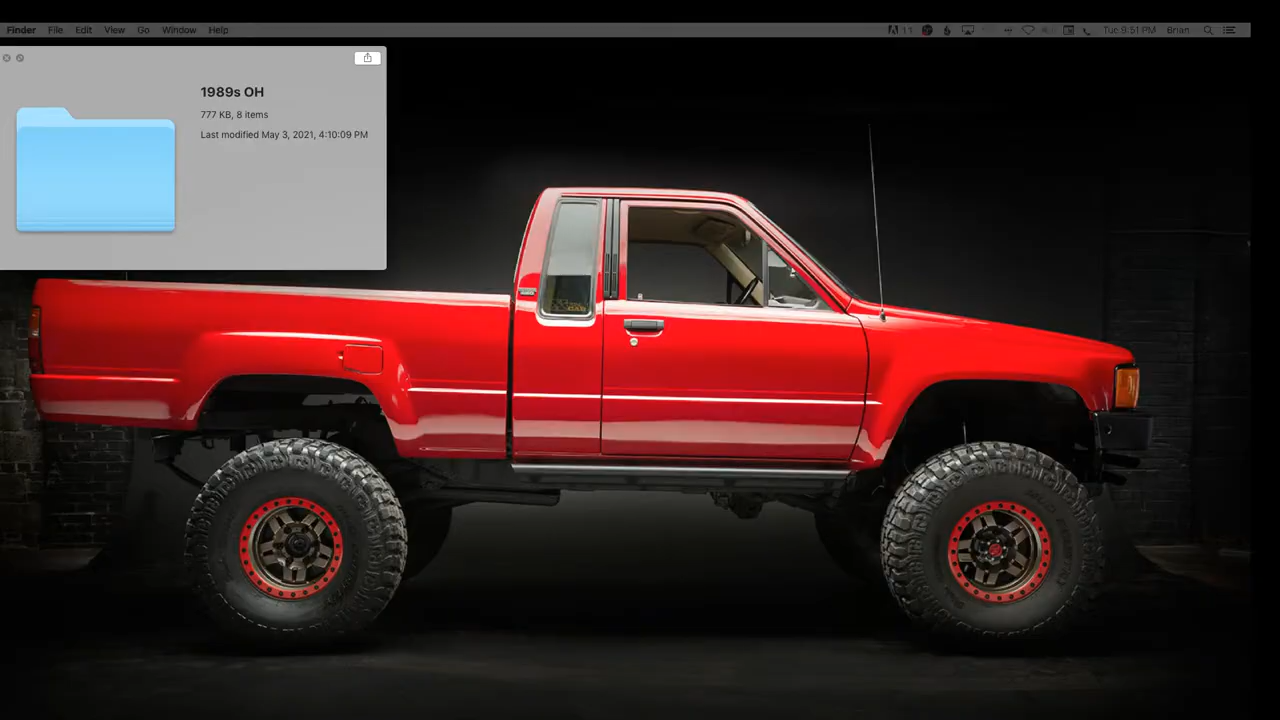 Finder File Edit View Go Window Help 11 Tue 9:51 PM Brian
1989s OH
777 KB, 8 items
Last modified May 3, 2021, 4:10:09 PM